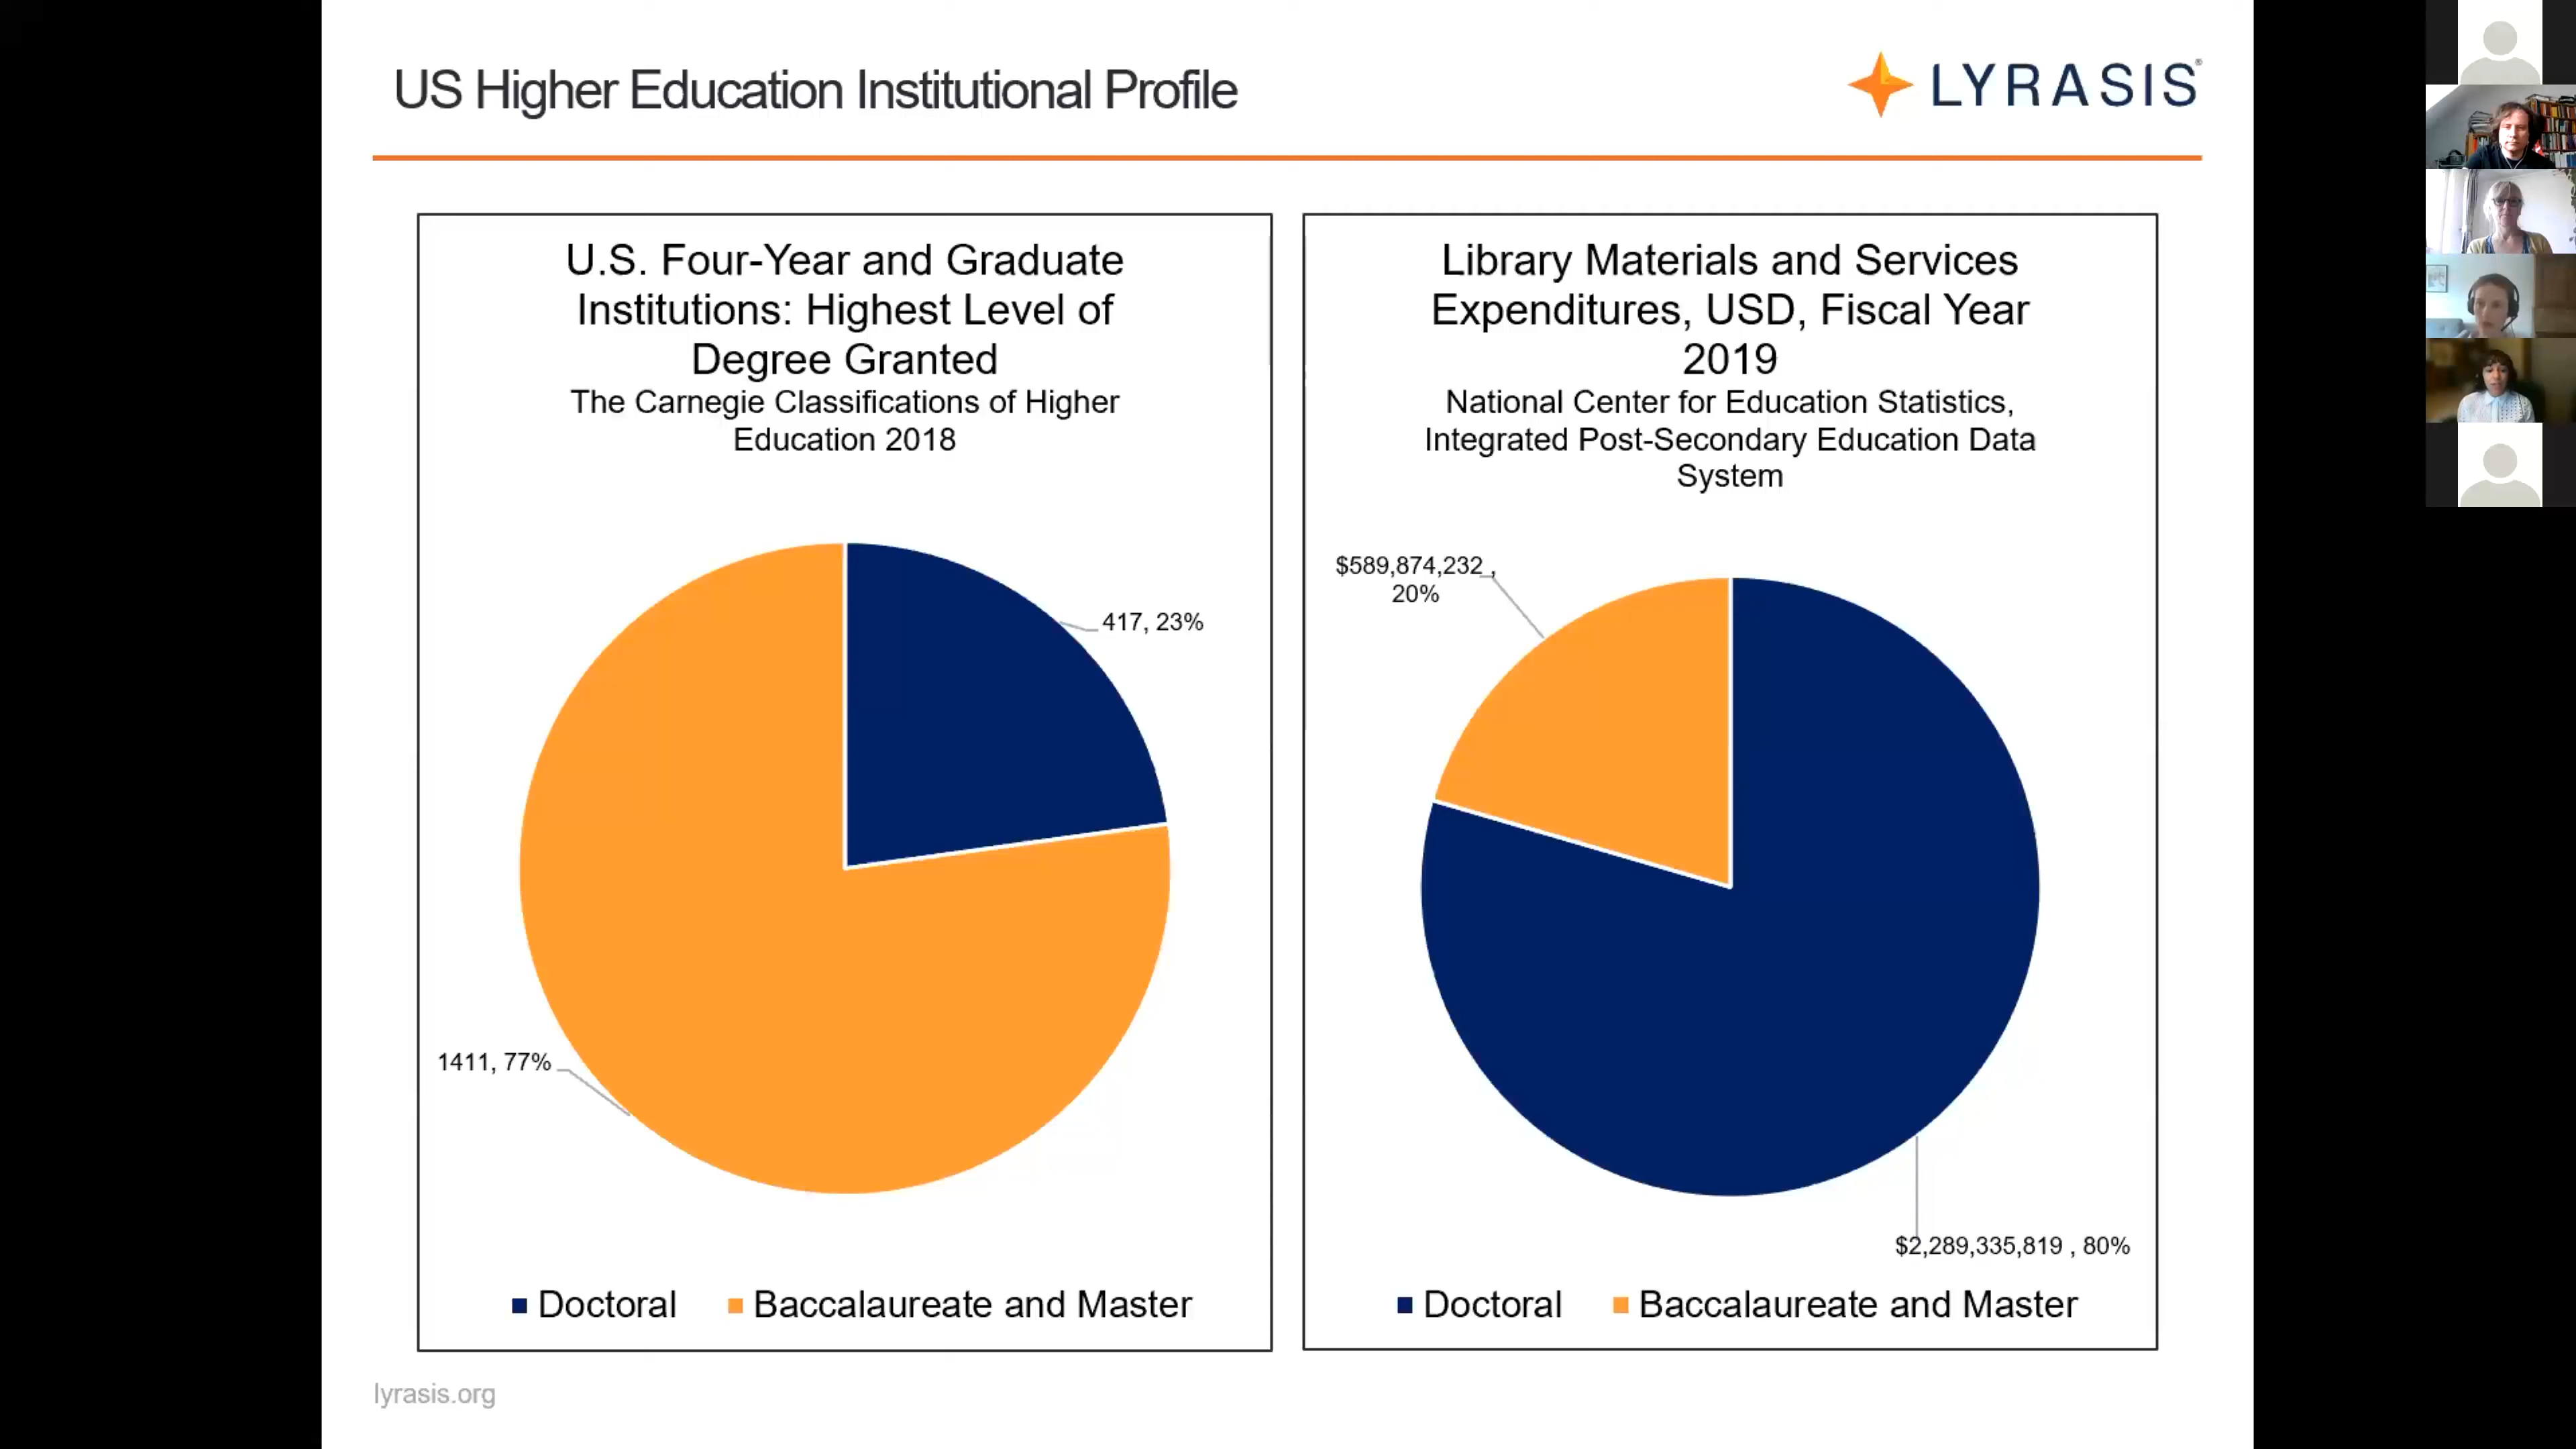 US Higher Education Institutional Profile
LYRASIS®
U.S. Four-Year and Graduate
Institutions: Highest Level of
Degree Granted
The Carnegie Classifications of Higher
Education 2018
417, 23%
1411, 77%
Doctoral
Baccalaureate and Master
Library Materials and Services
Expenditures, USD, Fiscal Year
2019
National Center for Education Statistics,
Integrated Post-Secondary Education Data
System
$589,874,232 ,
20%
$2,289,335,819 , 80%
Doctoral
Baccalaureate and Master
lyrasis.org